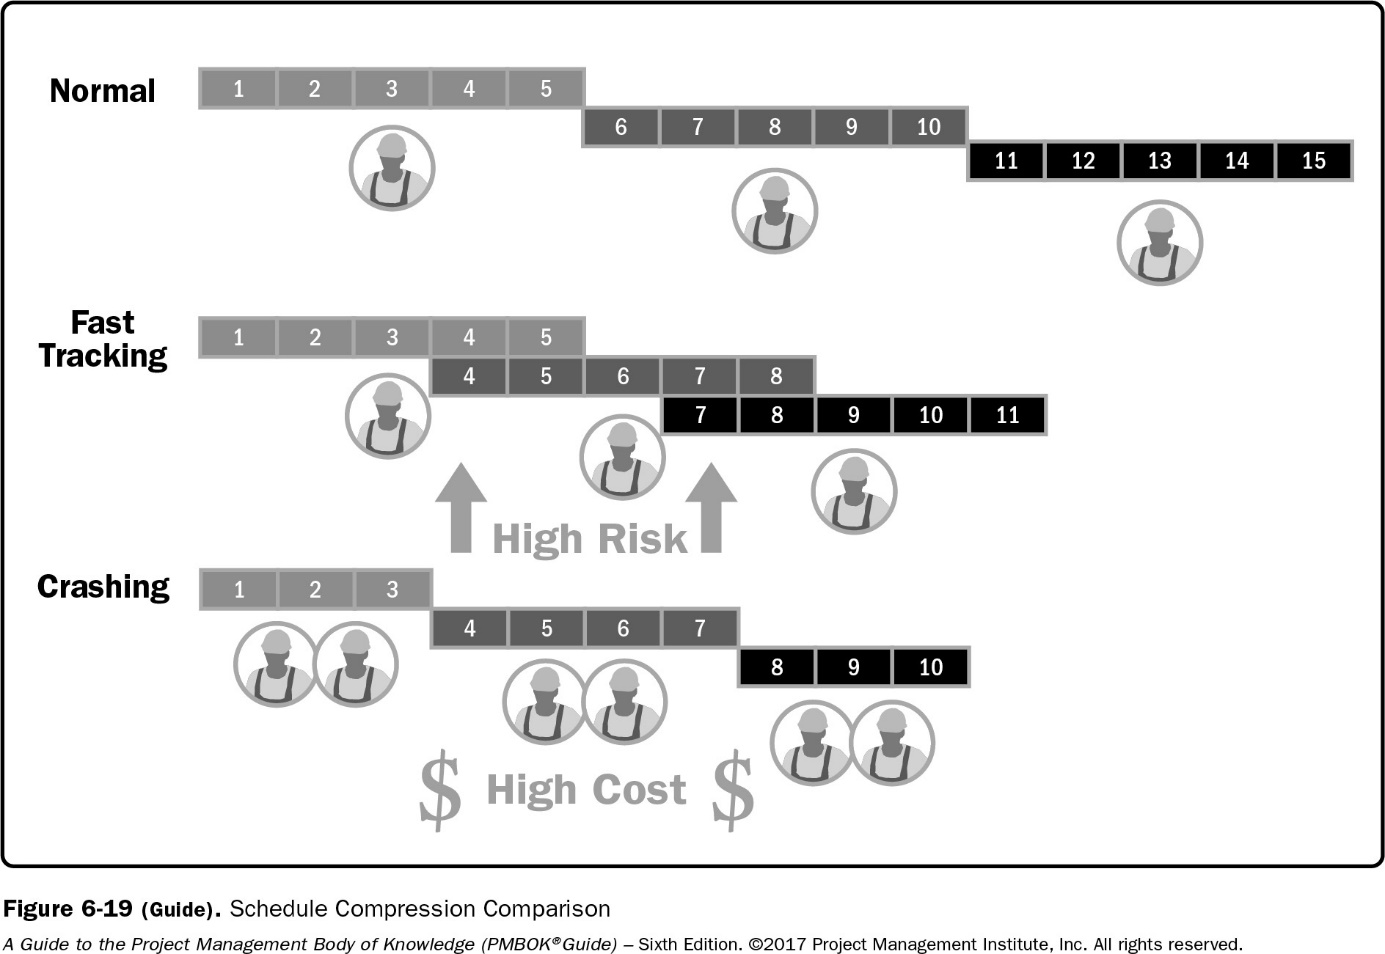 Normal
1 2 3 4 5
6 7 8 9 10
11 12 13 14 15
Fast
Tracking
1 2 3 4 5
4 5 6 7 8
7 8 9 10 11
High Risk
Crashing
1 2 3
4 5 6 7
8 9 10
$ High Cost $
Figure 6-19 (Guide). Schedule Compression Comparison
A Guide to the Project Management Body of Knowledge (PMBOK® Guide) – Sixth Edition. ©2017 Project Management Institute, Inc. All rights reserved.